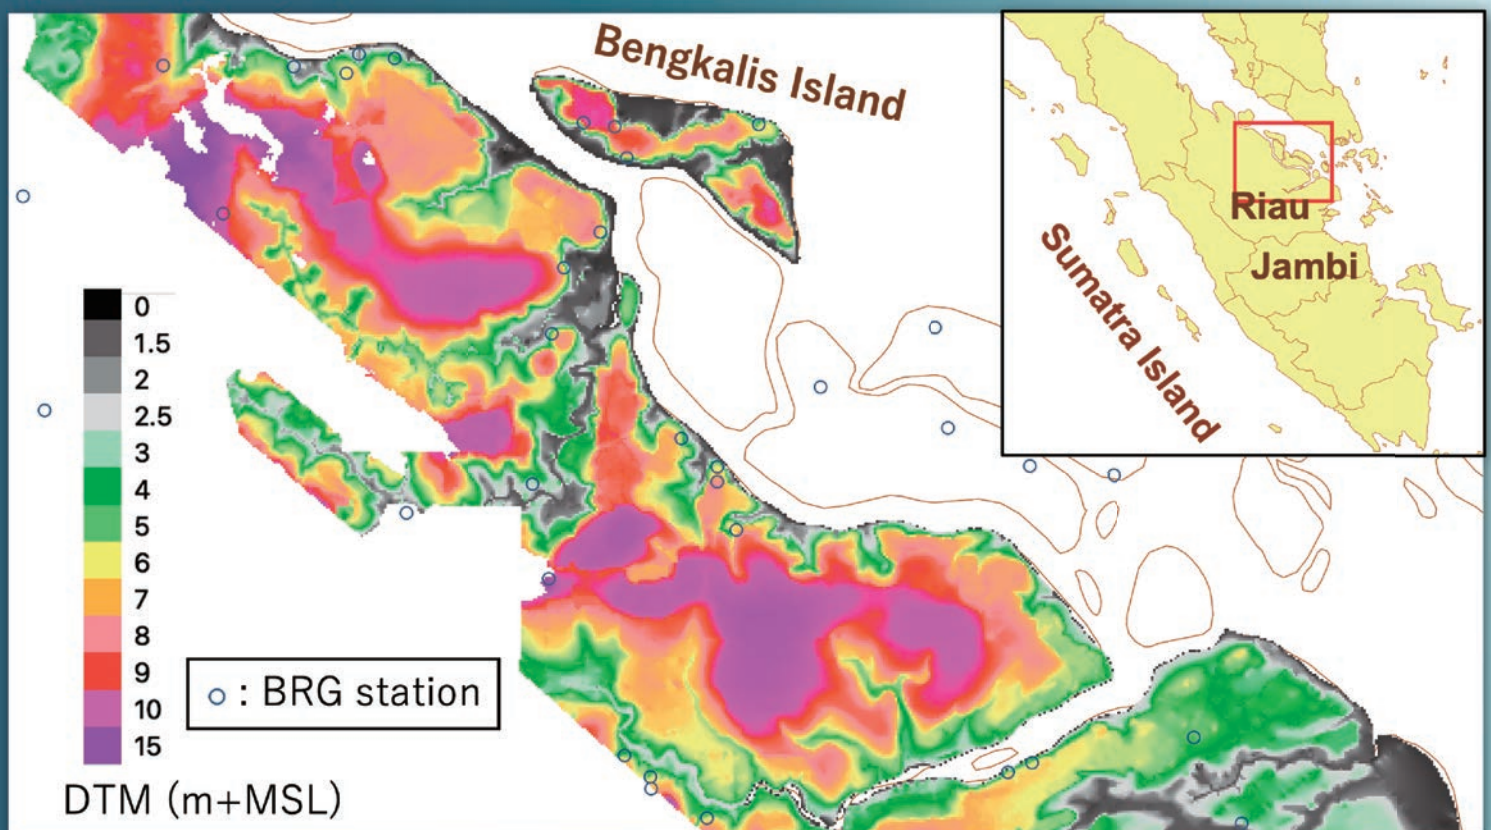 Bengkalis Island
Riau
Jambi
Sumatra Island
0
1.5
2
2.5
3
4
5
6
7
8
9
10
15
DTM (m+MSL)
: BRG station